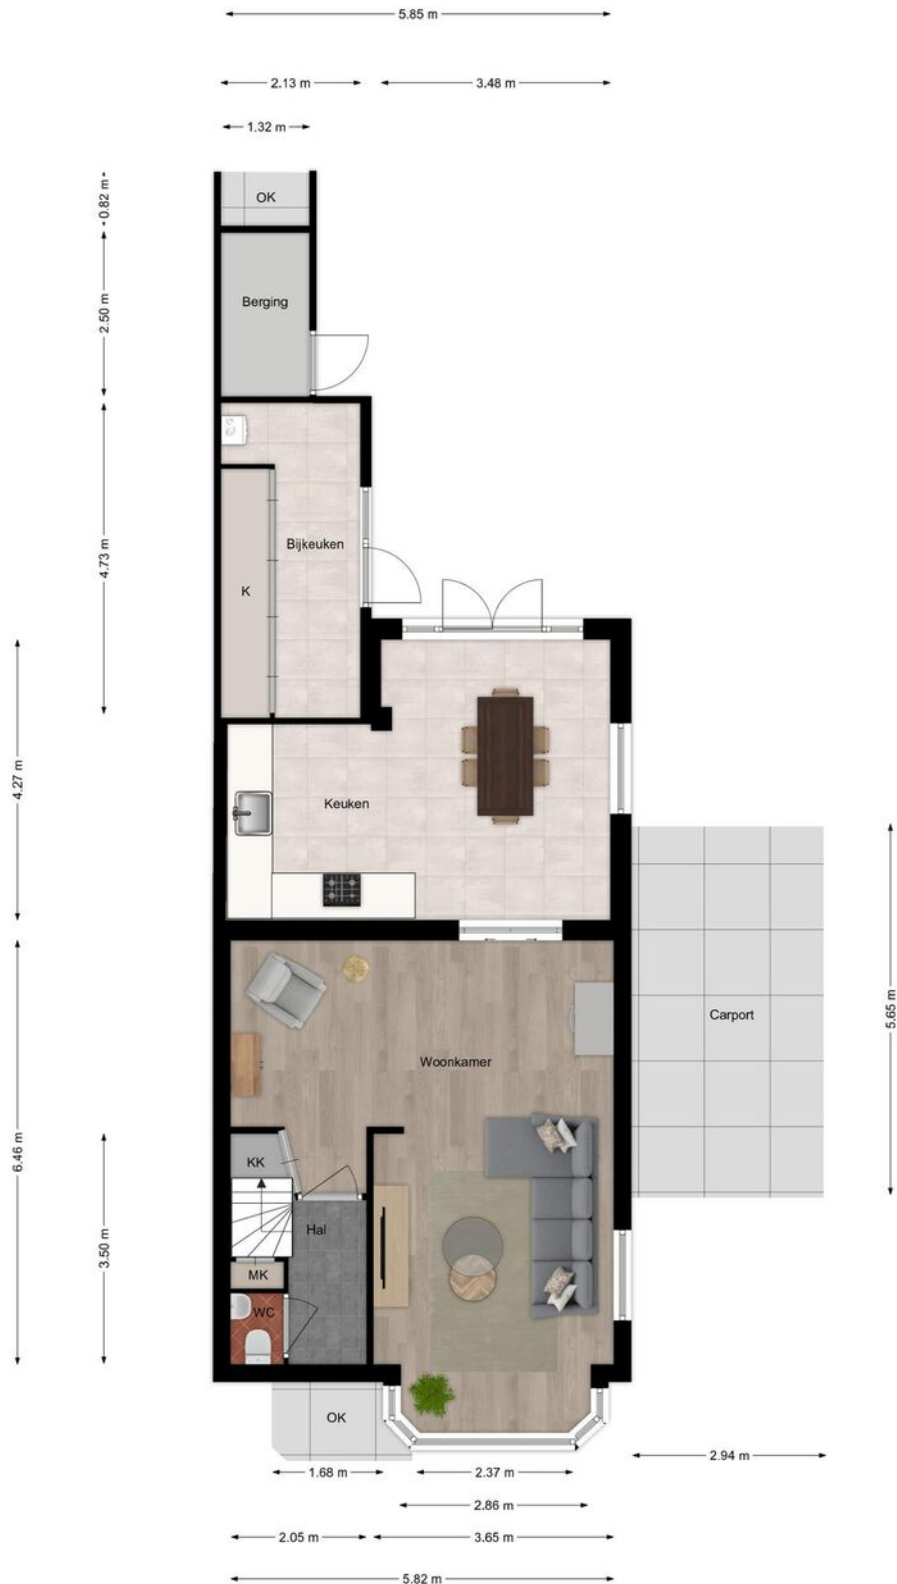 5.85 m
2.13 m
3.48 m
1.32 m
0.82 m
OK
2.50 m
Berging
4.73 m
Bijkeuken
K
4.27 m
Keuken
5.65 m
Carport
Woonkamer
6.46 m
KK
3.50 m
Hal
MK
WC
OK
2.94 m
1.68 m
2.37 m
2.86 m
2.05 m
3.65 m
5.82 m